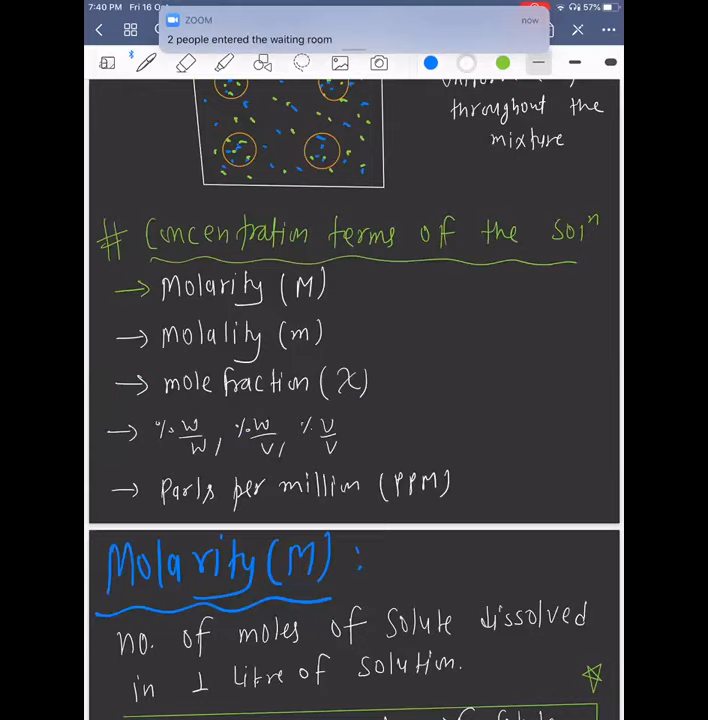 7:40 PM Fri 16 O
57%
ZOOM
now
2 people entered the waiting room
throughout the
mixture
# Concentration terms of the solⁿ
→ Molarity (M)
→ Molality (m)
→ mole fraction (χ)
→ % W/W, % W/V, % V/V
→ Parts per million (PPM)
Molarity (M) :
no. of moles of solute dissolved
in 1 litre of solution.